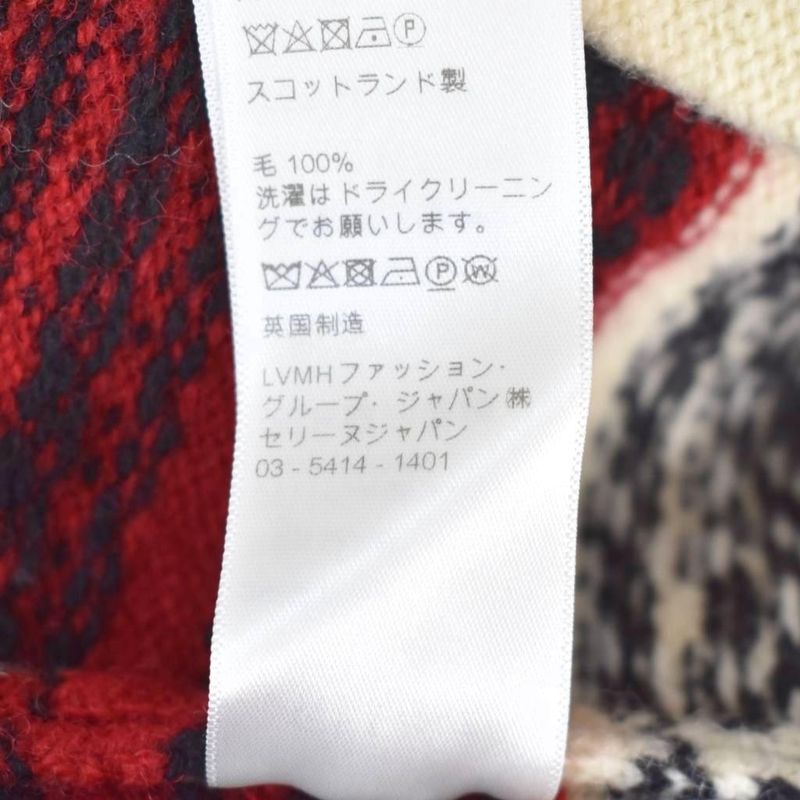 スコットランド製
毛 100%
洗濯はドライクリーニン
グでお願いします。
英国制造
LVMHファッション・
グループ・ジャパン㈱
セリーヌジャパン
03 - 5414 - 1401